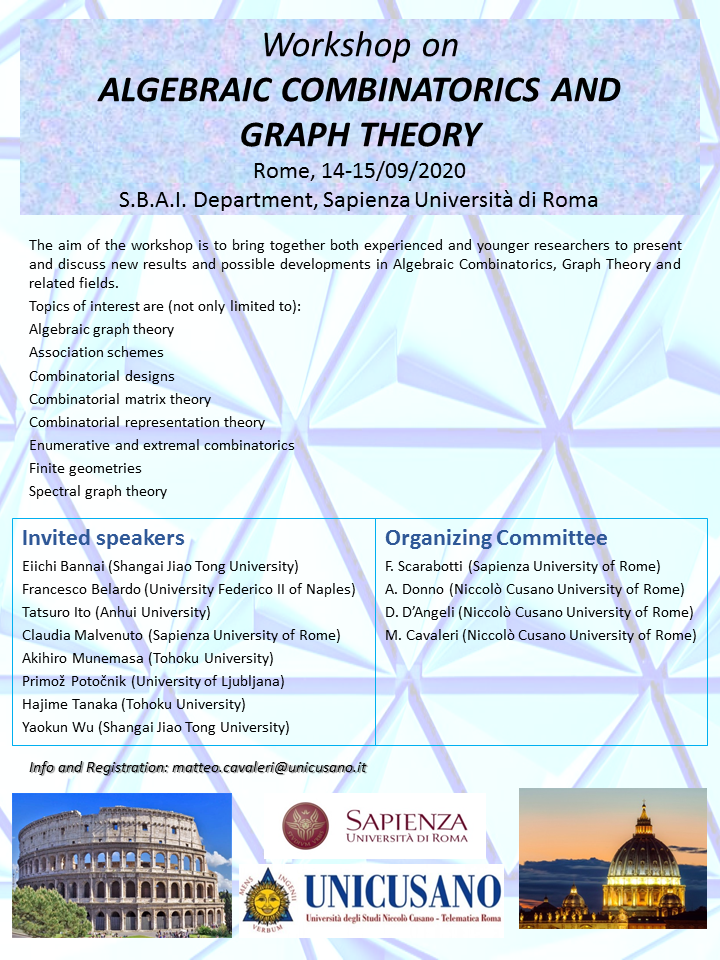 Workshop on
ALGEBRAIC COMBINATORICS AND
GRAPH THEORY
Rome, 14-15/09/2020
S.B.A.I. Department, Sapienza Università di Roma
The aim of the workshop is to bring together both experienced and younger researchers to present
and discuss new results and possible developments in Algebraic Combinatorics, Graph Theory and
related fields.
Topics of interest are (not only limited to):
Algebraic graph theory
Association schemes
Combinatorial designs
Combinatorial matrix theory
Combinatorial representation theory
Enumerative and extremal combinatorics
Finite geometries
Spectral graph theory
Invited speakers
Eiichi Bannai (Shangai Jiao Tong University)
Francesco Belardo (University Federico II of Naples)
Tatsuro Ito (Anhui University)
Claudia Malvenuto (Sapienza University of Rome)
Akihiro Munemasa (Tohoku University)
Primož Potočnik (University of Ljubljana)
Hajime Tanaka (Tohoku University)
Yaokun Wu (Shangai Jiao Tong University)
Organizing Committee
F. Scarabotti (Sapienza University of Rome)
A. Donno (Niccolò Cusano University of Rome)
D. D’Angeli (Niccolò Cusano University of Rome)
M. Cavaleri (Niccolò Cusano University of Rome)
Info and Registration: matteo.cavaleri@unicusano.it
SAPIENZA
UNIVERSITÀ DI ROMA
MENS INGENII
VERBUM
UNICUSANO
Università degli Studi Niccolò Cusano - Telematica Roma